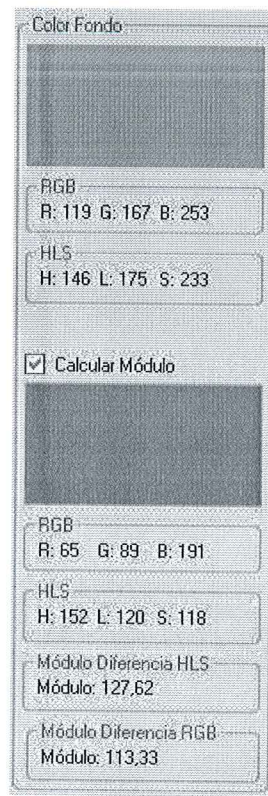 Color Fondo
RGB
R: 119 G: 167 B: 253
HLS
H: 146 L: 175 S: 233
Calcular Módulo
RGB
R: 65 G: 89 B: 191
HLS
H: 152 L: 120 S: 118
Módulo Diferencia HLS
Módulo: 127,62
Módulo Diferencia RGB
Módulo: 113,33